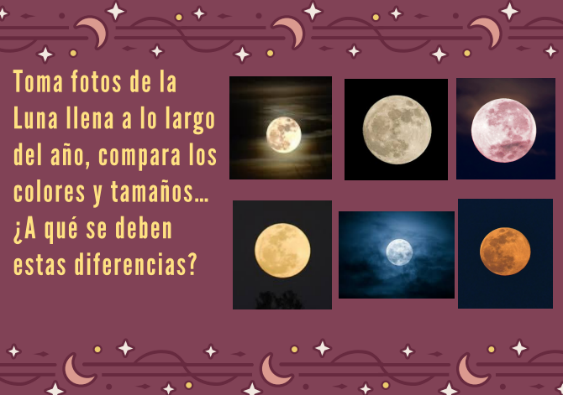 Toma fotos de la
Luna llena a lo largo
del año, compara los
colores y tamaños...
¿A qué se deben
estas diferencias?